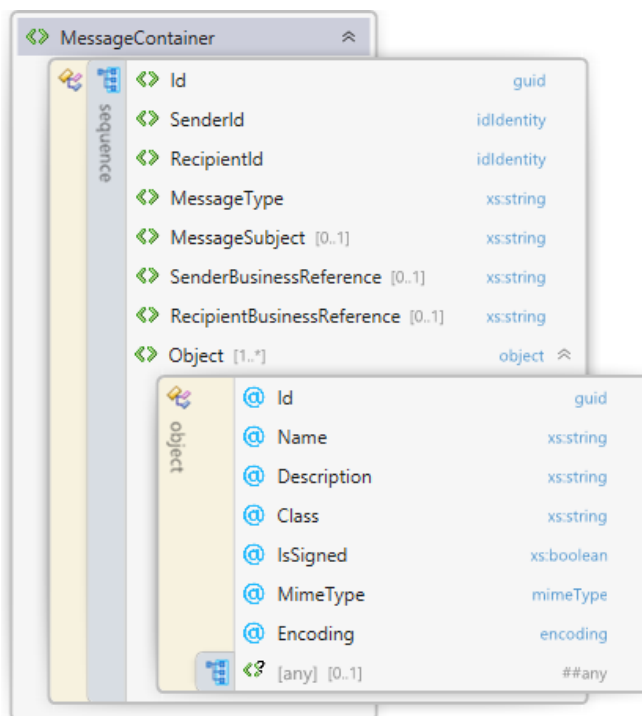 MessageContainer
sequence
Id guid
SenderId idIdentity
RecipientId idIdentity
MessageType xs:string
MessageSubject [0..1] xs:string
SenderBusinessReference [0..1] xs:string
RecipientBusinessReference [0..1] xs:string
Object [1..*] object
object
@ Id guid
@ Name xs:string
@ Description xs:string
@ Class xs:string
@ IsSigned xs:boolean
@ MimeType mimeType
@ Encoding encoding
[any] [0..1] ##any